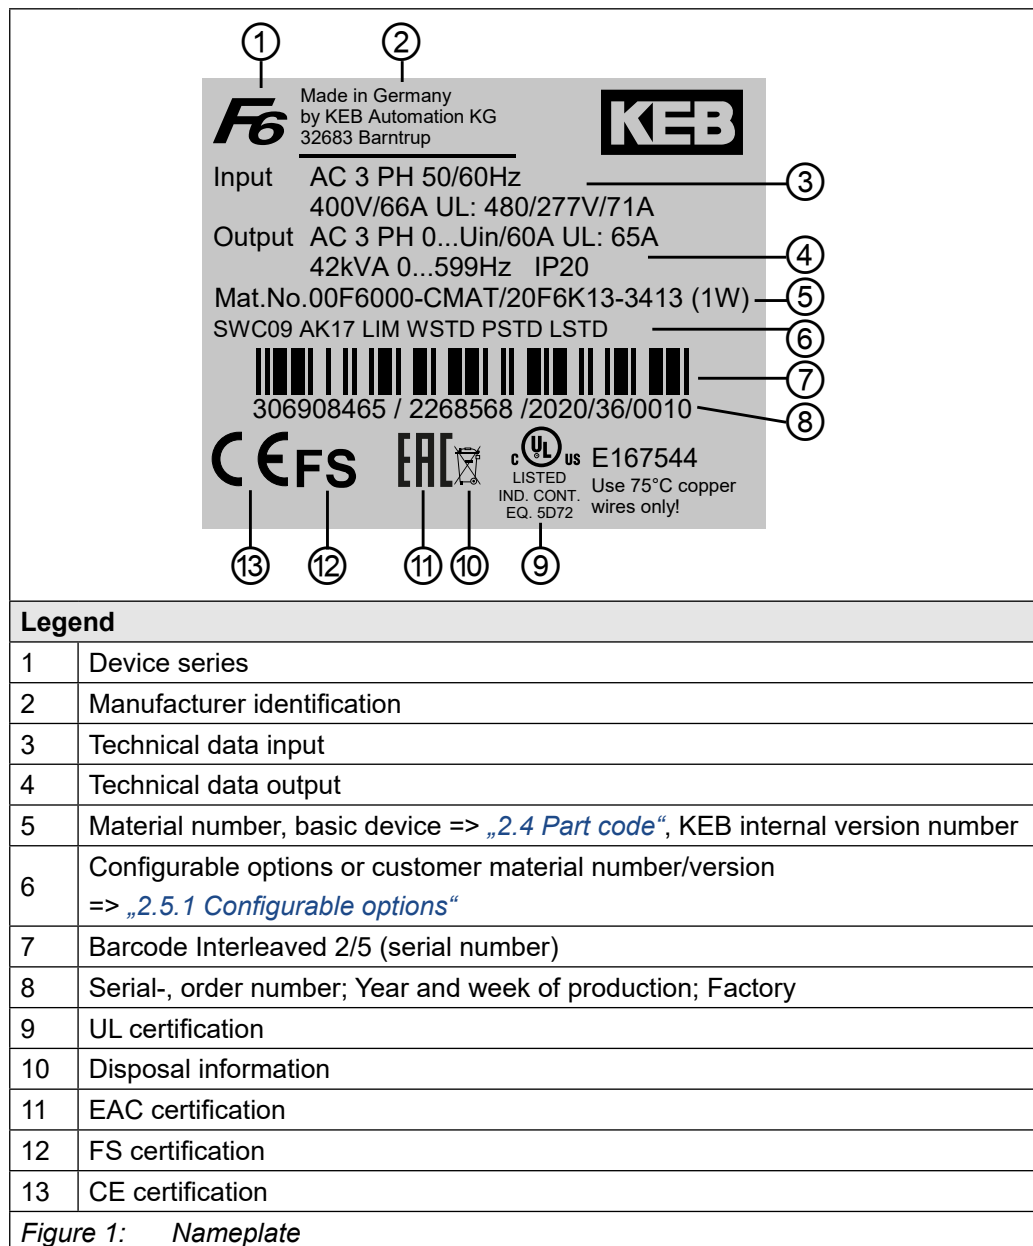 1 2
F6
Made in Germany
by KEB Automation KG
32683 Barntrup
KEB
Input AC 3 PH 50/60Hz
3
400V/66A UL: 480/277V/71A
Output AC 3 PH 0...Uin/60A UL: 65A
4
42kVA 0...599Hz IP20
Mat.No.00F6000-CMAT/20F6K13-3413 (1W)
5
SWC09 AK17 LIM WSTD PSTD LSTD
6
7
306908465 / 2268568 /2020/36/0010
8
CE FS EAC
c UL us
LISTED
IND. CONT.
EQ. 5D72
E167544
Use 75°C copper
wires only!
13 12 11 10 9
Legend
1 Device series
2 Manufacturer identification
3 Technical data input
4 Technical data output
5 Material number, basic device => „2.4 Part code“, KEB internal version number
6 Configurable options or customer material number/version
=> „2.5.1 Configurable options“
7 Barcode Interleaved 2/5 (serial number)
8 Serial-, order number; Year and week of production; Factory
9 UL certification
10 Disposal information
11 EAC certification
12 FS certification
13 CE certification
Figure 1: Nameplate